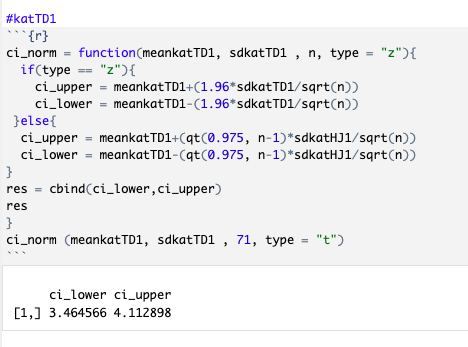 #katTD1
```{r}
ci_norm = function(meankatTD1, sdkatTD1 , n, type = "z"){
  if(type == "z"){
    ci_upper = meankatTD1+(1.96*sdkatTD1/sqrt(n))
    ci_lower = meankatTD1-(1.96*sdkatTD1/sqrt(n))
 }else{
  ci_upper = meankatTD1+(qt(0.975, n-1)*sdkatHJ1/sqrt(n))
  ci_lower = meankatTD1-(qt(0.975, n-1)*sdkatHJ1/sqrt(n))
}
res = cbind(ci_lower,ci_upper)
res
}
ci_norm (meankatTD1, sdkatTD1 , 71, type = "t")
```
     ci_lower ci_upper
[1,] 3.464566 4.112898